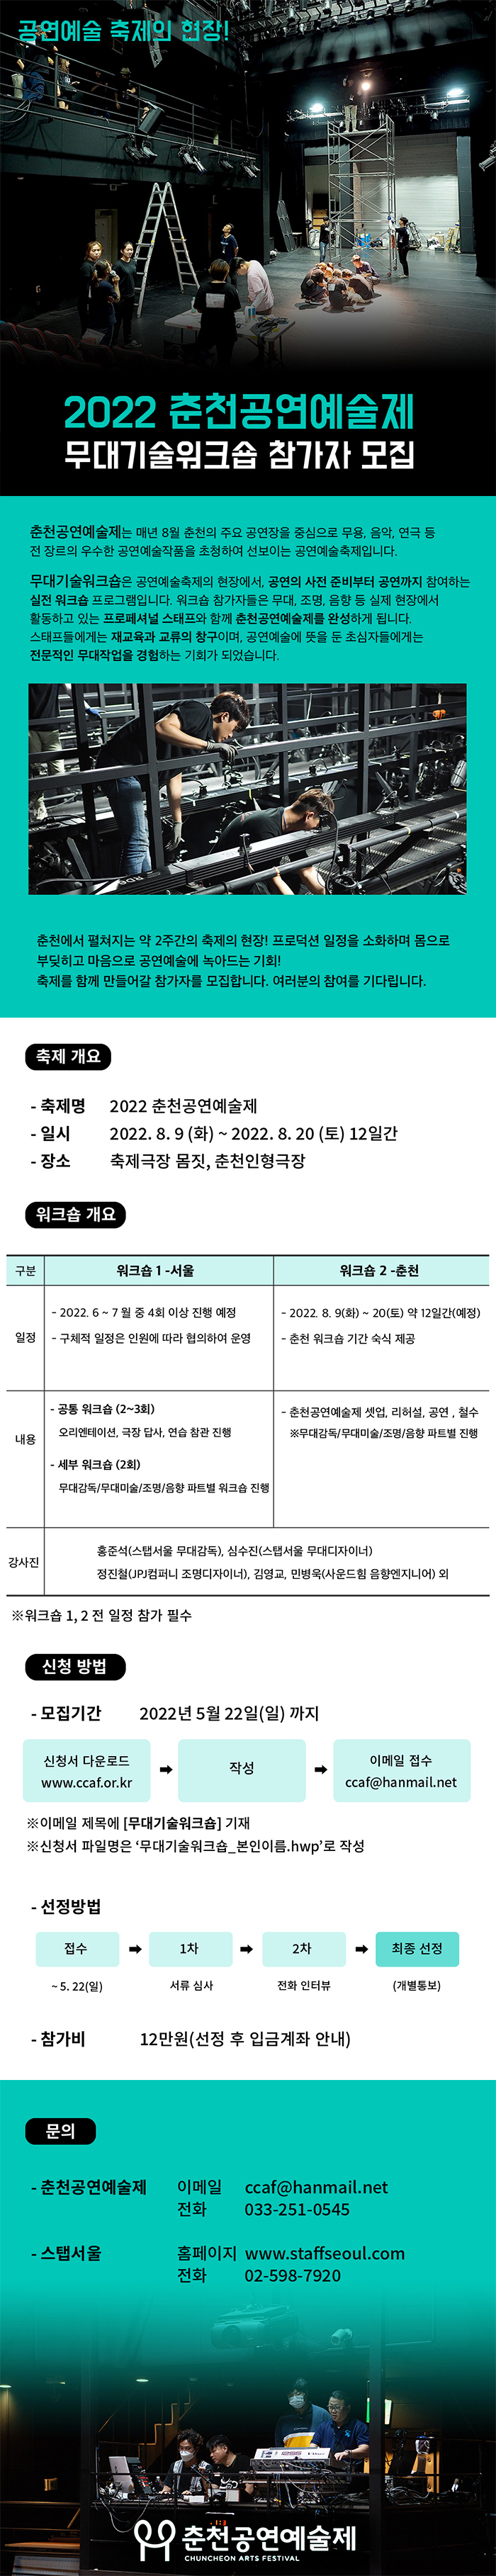 공연예술 축제의 현장!
2022 춘천공연예술제
무대기술워크숍 참가자 모집
춘천공연예술제는 매년 8월 춘천의 주요 공연장을 중심으로 무용, 음악, 연극 등
전 장르의 우수한 공연예술작품을 초청하여 선보이는 공연예술축제입니다.
무대기술워크숍은 공연예술축제의 현장에서, 공연의 사전 준비부터 공연까지 참여하는
실전 워크숍 프로그램입니다. 워크숍 참가자들은 무대, 조명, 음향 등 실제 현장에서
활동하고 있는 프로페셔널 스태프와 함께 춘천공연예술제를 완성하게 됩니다.
스태프들에게는 재교육과 교류의 창구이며, 공연예술에 뜻을 둔 초심자들에게는
전문적인 무대작업을 경험하는 기회가 되었습니다.
춘천에서 펼쳐지는 약 2주간의 축제의 현장! 프로덕션 일정을 소화하며 몸으로
부딪히고 마음으로 공연예술에 녹아드는 기회!
축제를 함께 만들어갈 참가자를 모집합니다. 여러분의 참여를 기다립니다.
축제 개요
- 축제명 2022 춘천공연예술제
- 일시 2022. 8. 9 (화) ~ 2022. 8. 20 (토) 12일간
- 장소 축제극장 몸짓, 춘천인형극장
워크숍 개요
구분 워크숍 1 -서울 워크숍 2 -춘천
일정
- 2022. 6 ~ 7 월 중 4회 이상 진행 예정
- 구체적 일정은 인원에 따라 협의하여 운영
- 2022. 8. 9(화) ~ 20(토) 약 12일간(예정)
- 춘천 워크숍 기간 숙식 제공
내용
- 공통 워크숍 (2~3회)
오리엔테이션, 극장 답사, 연습 참관 진행
- 세부 워크숍 (2회)
무대감독/무대미술/조명/음향 파트별 워크숍 진행
- 춘천공연예술제 셋업, 리허설, 공연 , 철수
※무대감독/무대미술/조명/음향 파트별 진행
강사진
홍준석(스탭서울 무대감독), 심수진(스탭서울 무대디자이너)
정진철(JPJ컴퍼니 조명디자이너), 김영교, 민병욱(사운드힘 음향엔지니어) 외
※워크숍 1, 2 전 일정 참가 필수
신청 방법
- 모집기간 2022년 5월 22일(일) 까지
신청서 다운로드
www.ccaf.or.kr
작성
이메일 접수
ccaf@hanmail.net
※이메일 제목에 [무대기술워크숍] 기재
※신청서 파일명은 ‘무대기술워크숍_본인이름.hwp’로 작성
- 선정방법
접수 1차 2차 최종 선정
~ 5. 22(일) 서류 심사 전화 인터뷰 (개별통보)
- 참가비 12만원(선정 후 입금계좌 안내)
문의
- 춘천공연예술제 이메일 ccaf@hanmail.net
전화 033-251-0545
- 스탭서울 홈페이지 www.staffseoul.com
전화 02-598-7920
춘천공연예술제
CHUNCHEON ARTS FESTIVAL